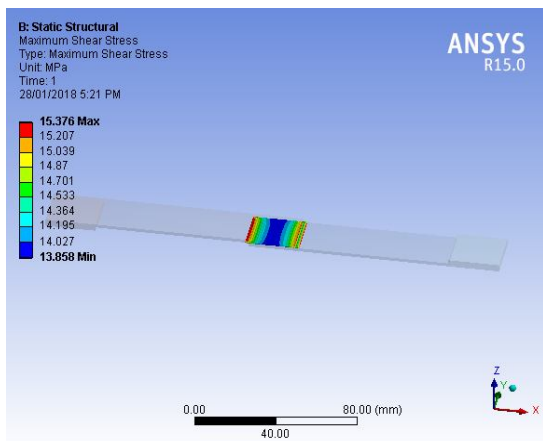 B: Static Structural
Maximum Shear Stress
Type: Maximum Shear Stress
Unit: MPa
Time: 1
28/01/2018 5:21 PM
ANSYS
R15.0
15.376 Max
15.207
15.039
14.87
14.701
14.533
14.364
14.195
14.027
13.858 Min
Z
Y
X
0.00 80.00 (mm)
40.00